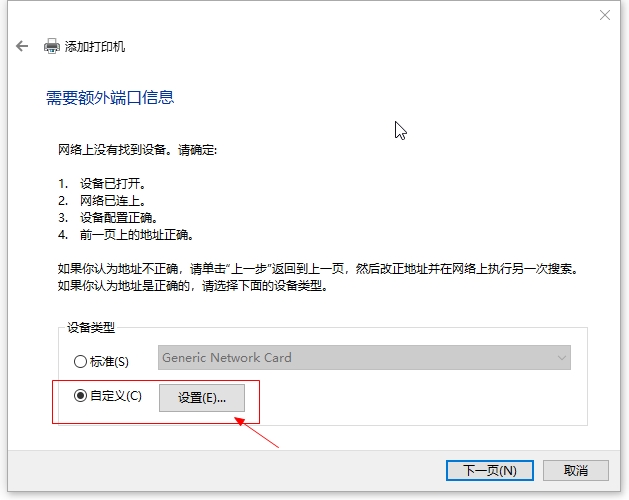 添加打印机
需要额外端口信息
网络上没有找到设备。请确定:
1. 设备已打开。
2. 网络已连上。
3. 设备配置正确。
4. 前一页上的地址正确。
如果你认为地址不正确，请单击“上一步”返回到上一页，然后改正地址并在网络上执行另一次搜索。
如果你认为地址是正确的，请选择下面的设备类型。
设备类型
标准(S) Generic Network Card
自定义(C) 设置(E)...
下一页(N) 取消